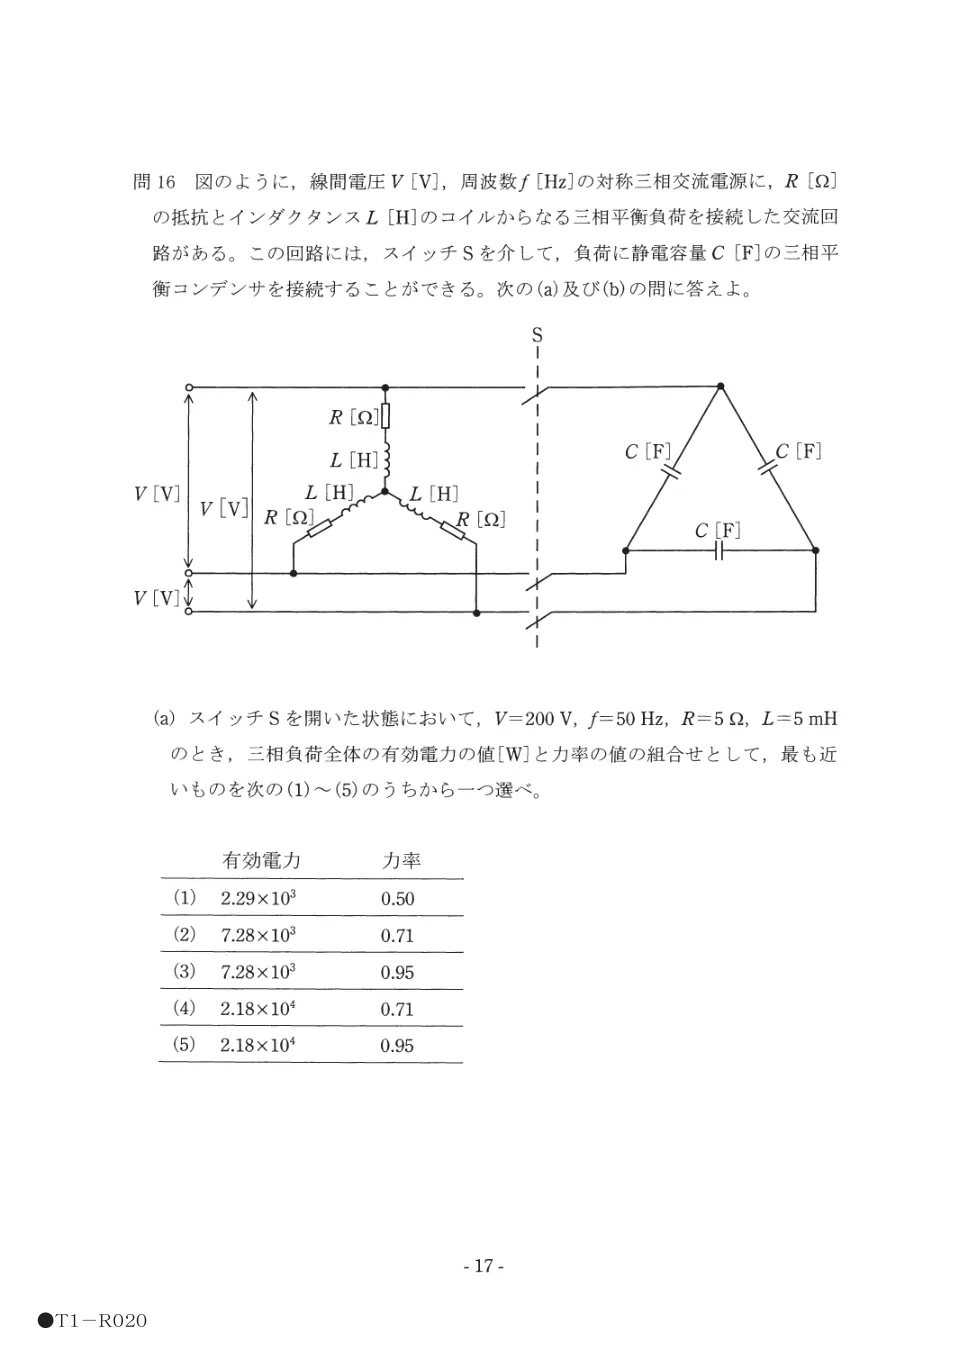 問 16　図のように，線間電圧 V [V]，周波数 f [Hz]の対称三相交流電源に，R [Ω]
の抵抗とインダクタンス L [H]のコイルからなる三相平衡負荷を接続した交流回
路がある。この回路には，スイッチ S を介して，負荷に静電容量 C [F]の三相平
衡コンデンサを接続することができる。次の(a)及び(b)の問に答えよ。
S
R [Ω]
L [H]
C [F]
C [F]
V [V]
V [V]
L [H]
L [H]
R [Ω]
R [Ω]
C [F]
V [V]
(a) スイッチ S を開いた状態において，V=200 V，f=50 Hz，R=5 Ω，L=5 mH
のとき，三相負荷全体の有効電力の値[W]と力率の値の組合せとして，最も近
いものを次の(1)～(5)のうちから一つ選べ。
有効電力　力率
(1) 2.29×10³ 0.50
(2) 7.28×10³ 0.71
(3) 7.28×10³ 0.95
(4) 2.18×10⁴ 0.71
(5) 2.18×10⁴ 0.95
- 17 -
●T1－R020